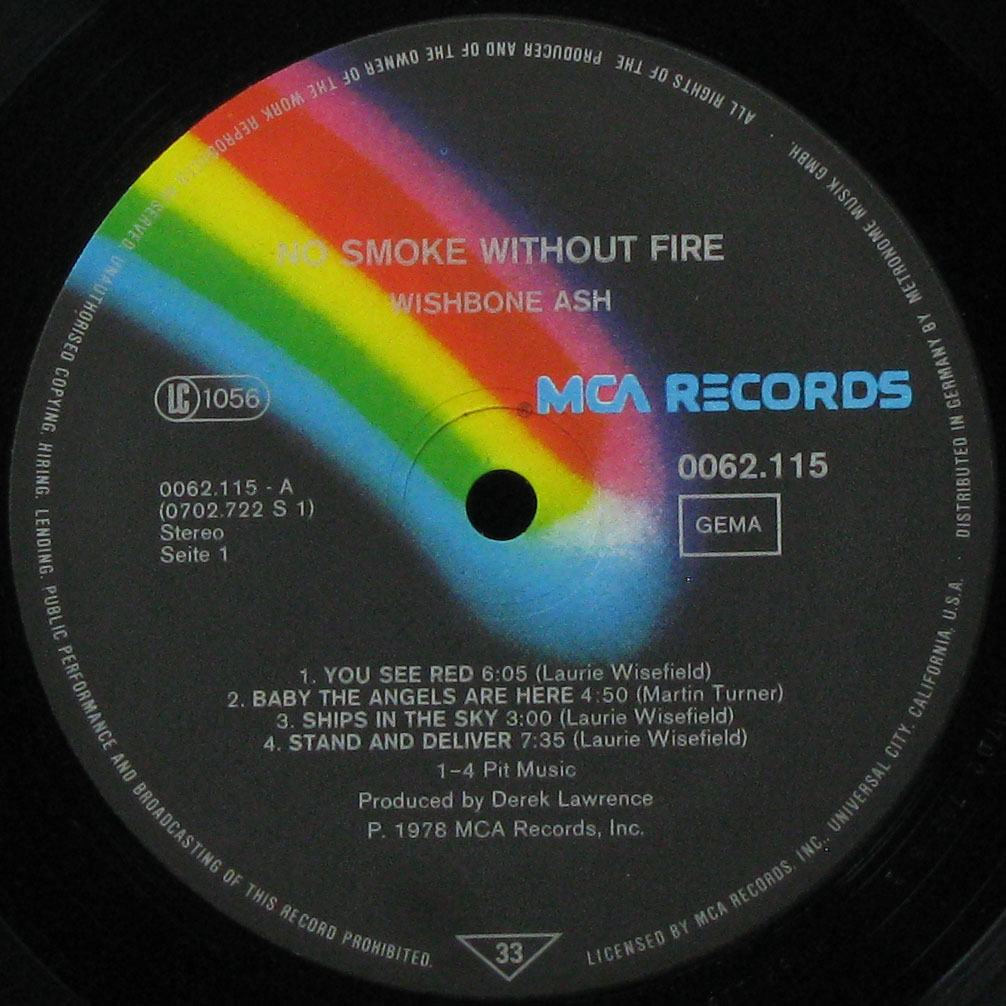 NO SMOKE WITHOUT FIRE
WISHBONE ASH
MCA RECORDS
®
LC 1056
0062.115
GEMA
0062.115 - A
(0702.722 S 1)
Stereo
Seite 1
1. YOU SEE RED 6:05 (Laurie Wisefield)
2. BABY THE ANGELS ARE HERE 4:50 (Martin Turner)
3. SHIPS IN THE SKY 3:00 (Laurie Wisefield)
4. STAND AND DELIVER 7:35 (Laurie Wisefield)
1–4 Pit Music
Produced by Derek Lawrence
P. 1978 MCA Records, Inc.
33
ALL RIGHTS OF THE PRODUCER AND OF THE OWNER OF THE WORK REPRODUCED RESERVED. UNAUTHORISED COPYING, HIRING, LENDING, PUBLIC PERFORMANCE AND BROADCASTING OF THIS RECORD PROHIBITED.
LICENSED BY MCA RECORDS, INC., UNIVERSAL CITY, CALIFORNIA, U.S.A. · DISTRIBUTED IN GERMANY BY METRONOME MUSIK GMBH.